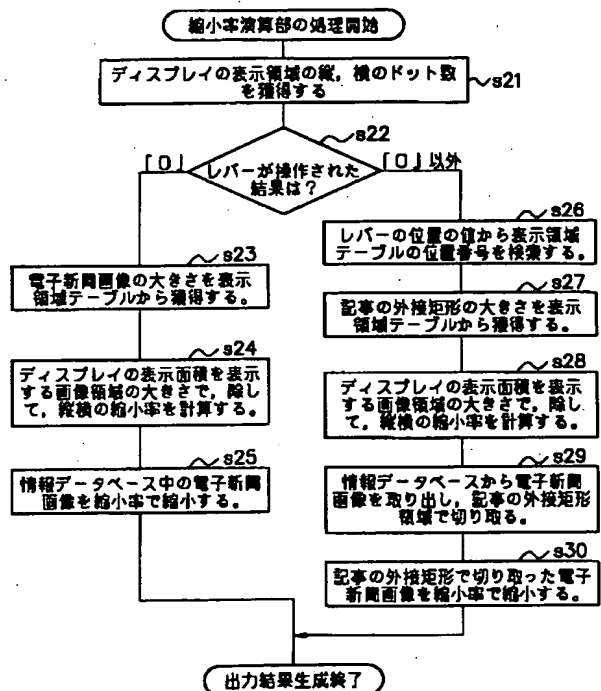 縮小率演算部の処理開始
ディスプレイの表示領域の縦，横のドット数
を獲得する
s21
s22
レバーが操作された
結果は？
「0」
「0」以外
s23
電子新聞画像の大きさを表示
領域テーブルから獲得する。
s24
ディスプレイの表示面積を表示
する画像領域の大きさで，除
して，縦横の縮小率を計算する。
s25
情報データベース中の電子新聞
画像を縮小率で縮小する。
s26
レバーの位置の値から表示領域
テーブルの位置番号を検索する。
s27
記事の外接矩形の大きさを表示
領域テーブルから獲得する。
s28
ディスプレイの表示面積を表示
する画像領域の大きさで，除し
て，縦横の縮小率を計算する。
s29
情報データベースから電子新聞
画像を取り出し，記事の外接矩形
領域で切り取る。
s30
記事の外接矩形で切り取った電子
新聞画像を縮小率で縮小する。
出力結果生成終了